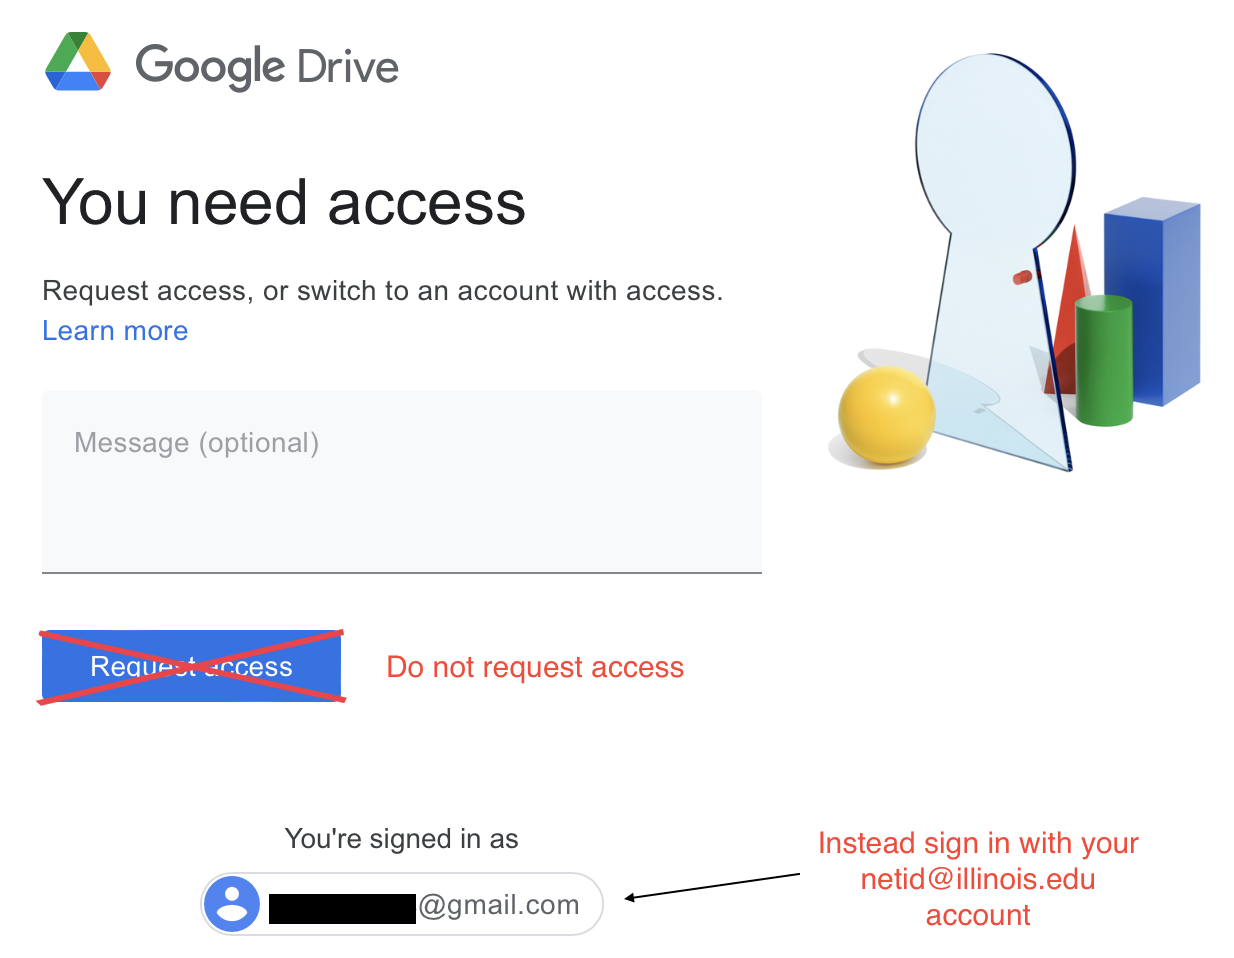 Google Drive
You need access
Request access, or switch to an account with access.
Learn more
Message (optional)
Request access
Do not request access
You're signed in as
@gmail.com
Instead sign in with your
netid@illinois.edu
account